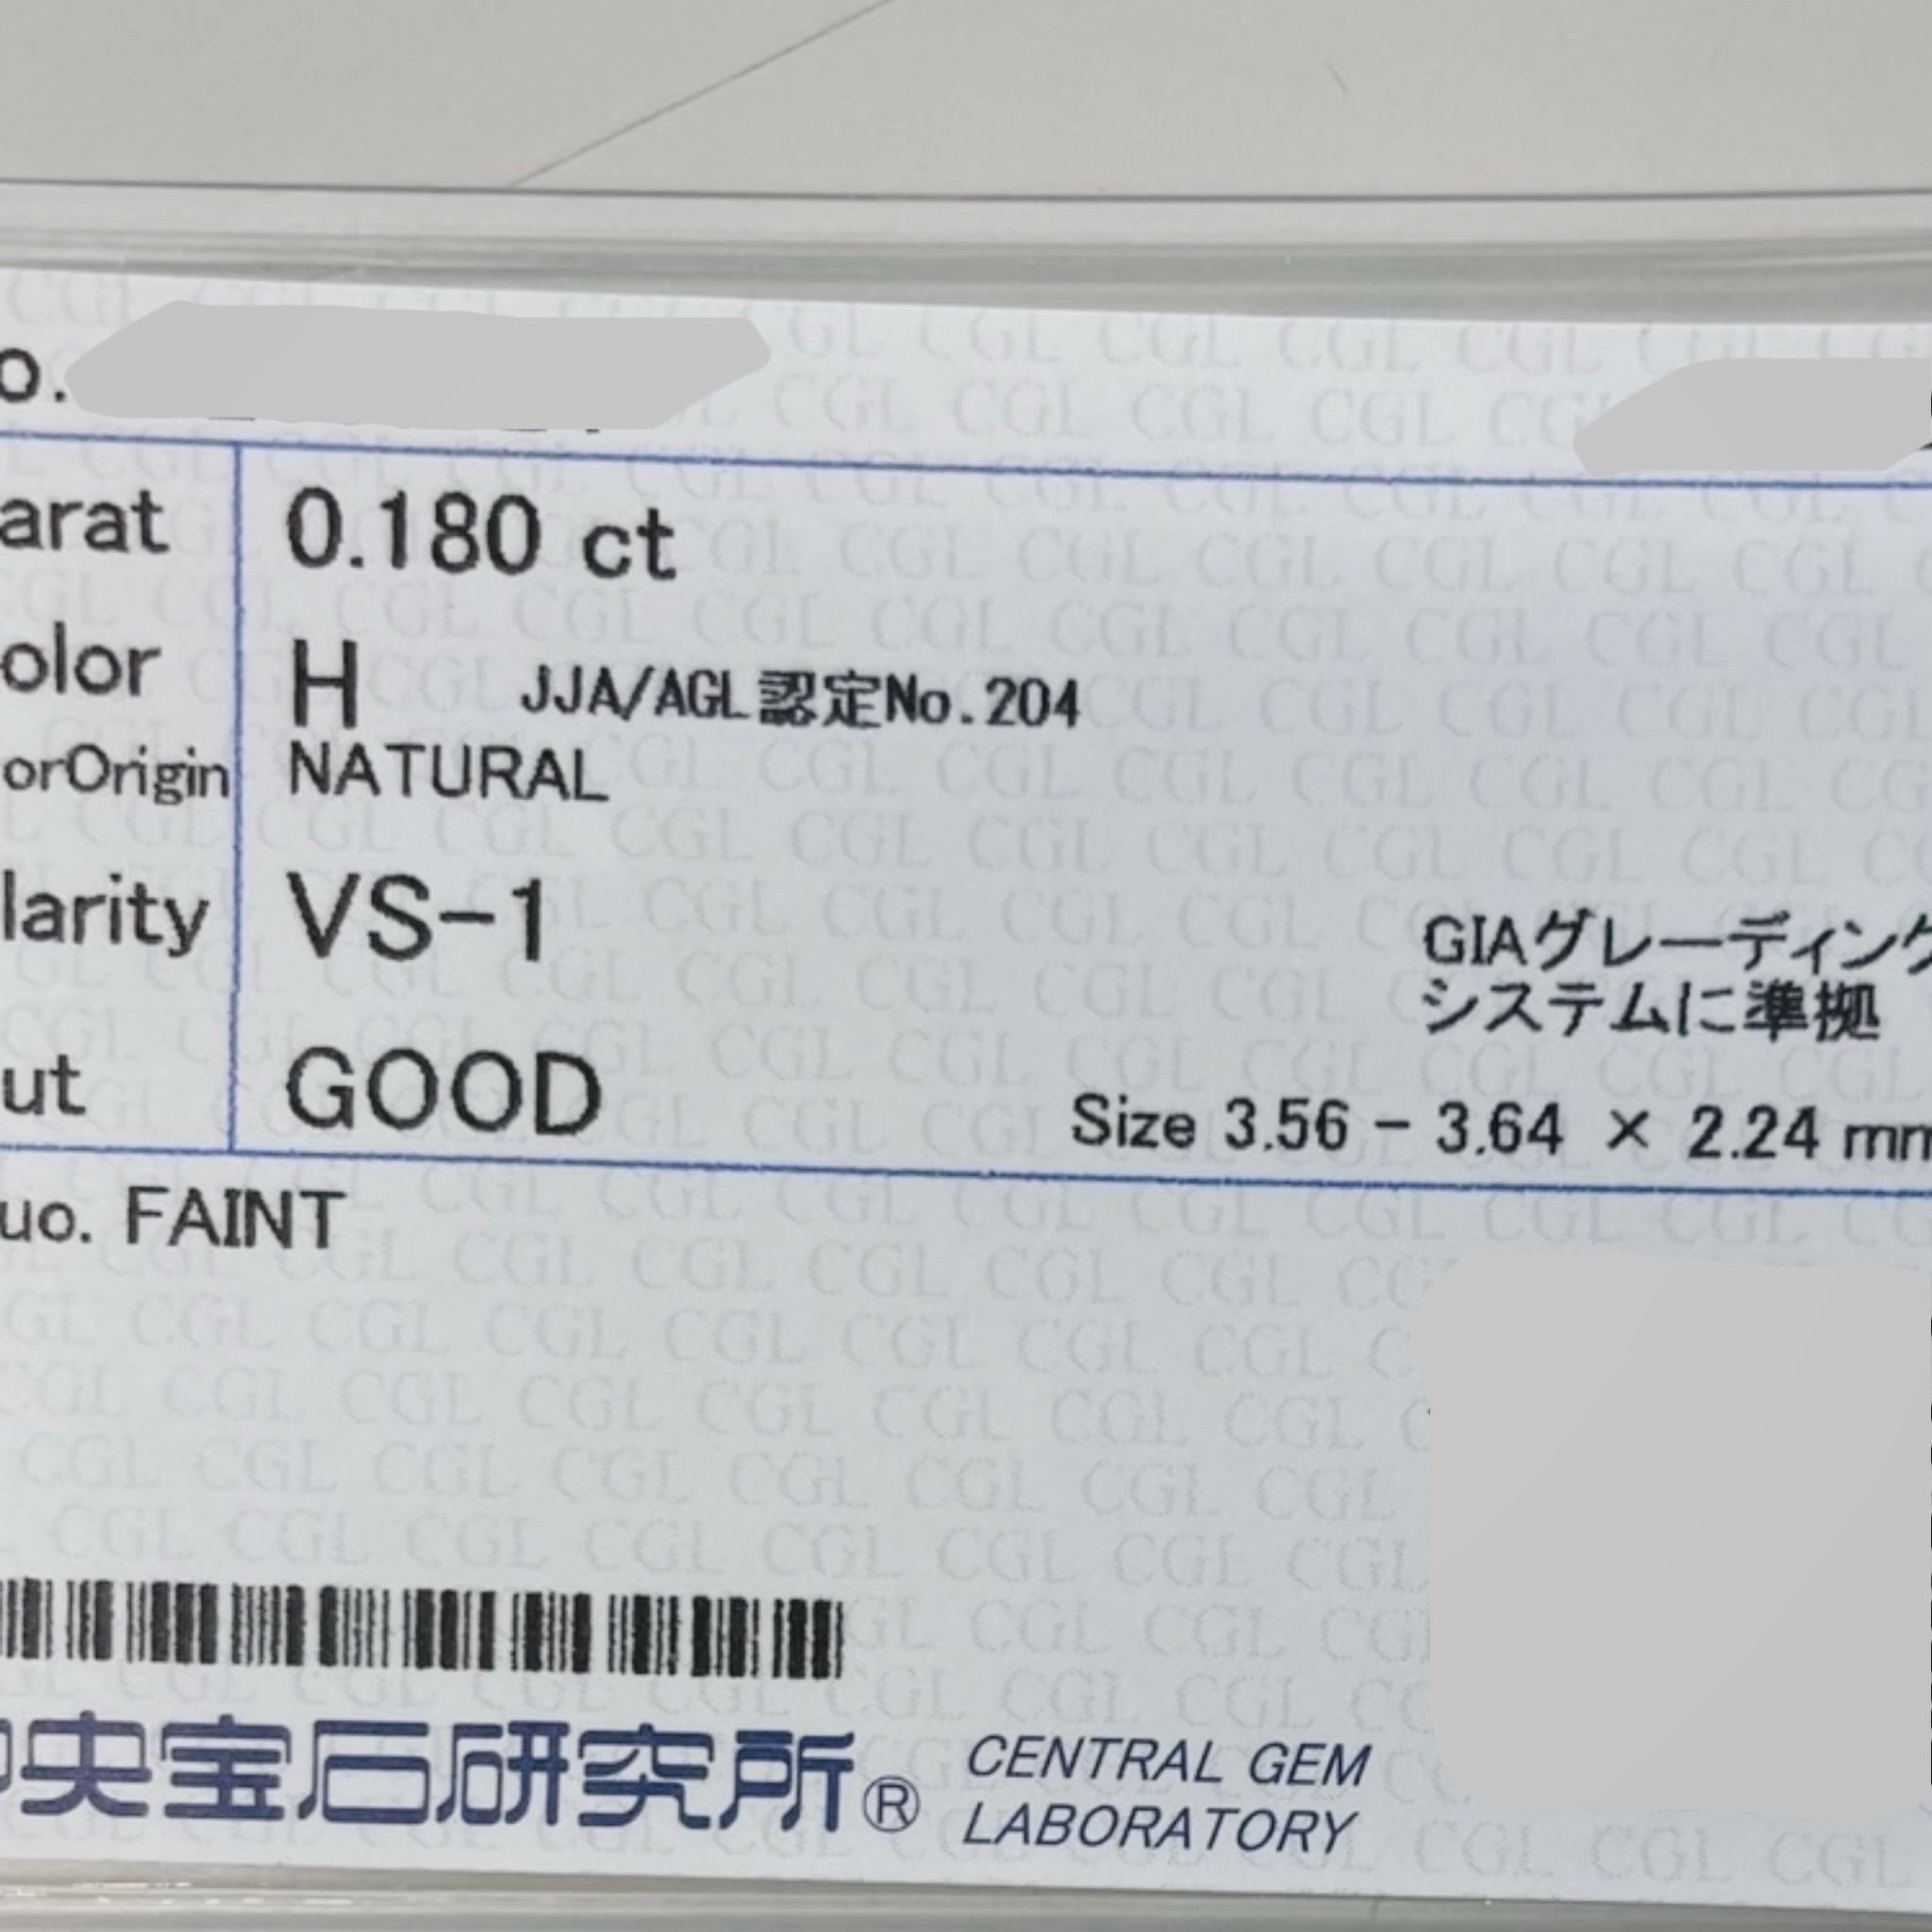 o.
arat 0.180 ct
olor H JJA/AGL認定No.204
orOrigin NATURAL
larity VS-1
GIAグレーディング
システムに準拠
ut GOOD
Size 3.56 - 3.64 × 2.24 mm
uo. FAINT
中央宝石研究所® CENTRAL GEM
LABORATORY